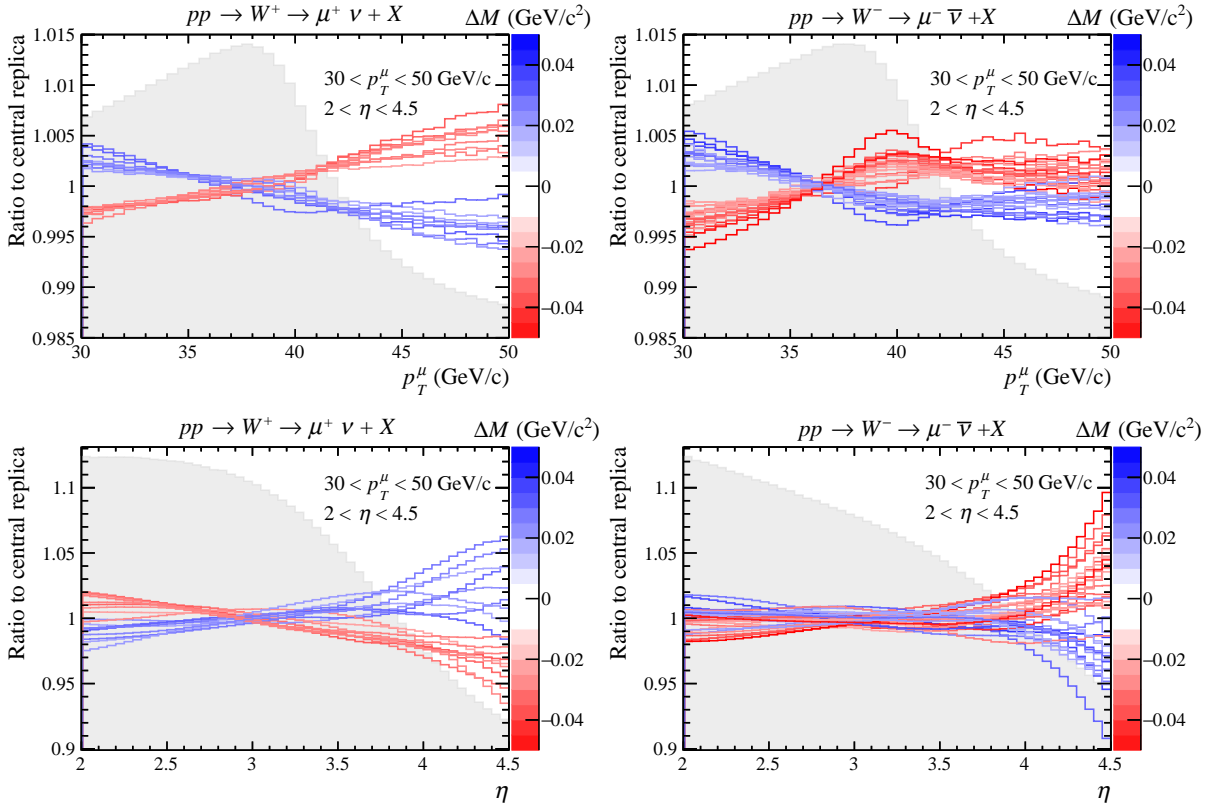 pp → W⁺ → μ⁺ ν + X
ΔM (GeV/c²)
Ratio to central replica
30 < p_T^μ < 50 GeV/c
2 < η < 4.5
1.015
1.01
1.005
1
0.995
0.99
0.985
30 35 40 45 50
p_T^μ (GeV/c)
0.04
0.02
0
−0.02
−0.04
pp → W⁻ → μ⁻ ν̅ +X
ΔM (GeV/c²)
Ratio to central replica
30 < p_T^μ < 50 GeV/c
2 < η < 4.5
1.015
1.01
1.005
1
0.995
0.99
0.985
30 35 40 45 50
p_T^μ (GeV/c)
0.04
0.02
0
−0.02
−0.04
pp → W⁺ → μ⁺ ν + X
ΔM (GeV/c²)
Ratio to central replica
30 < p_T^μ < 50 GeV/c
2 < η < 4.5
1.1
1.05
1
0.95
0.9
2 2.5 3 3.5 4 4.5
η
0.04
0.02
0
−0.02
−0.04
pp → W⁻ → μ⁻ ν̅ +X
ΔM (GeV/c²)
Ratio to central replica
30 < p_T^μ < 50 GeV/c
2 < η < 4.5
1.1
1.05
1
0.95
0.9
2 2.5 3 3.5 4 4.5
η
0.04
0.02
0
−0.02
−0.04